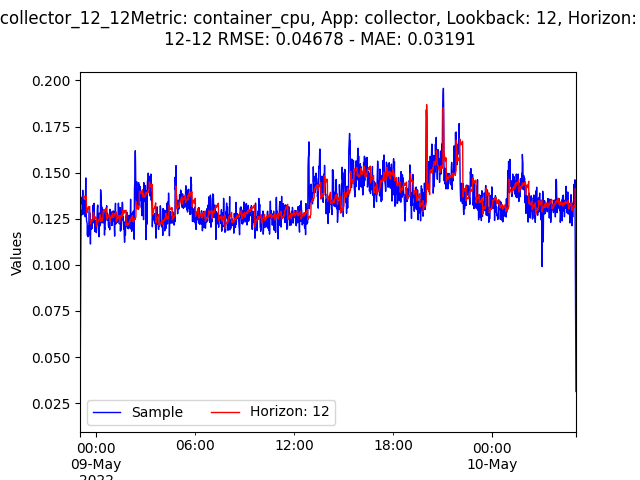 collector_12_12Metric: container_cpu, App: collector, Lookback: 12, Horizon:
12-12 RMSE: 0.04678 - MAE: 0.03191
0.200
0.175
0.150
0.125
0.100
0.075
0.050
0.025
Values
Sample
Horizon: 12
00:00
09-May
2022
06:00
12:00
18:00
00:00
10-May